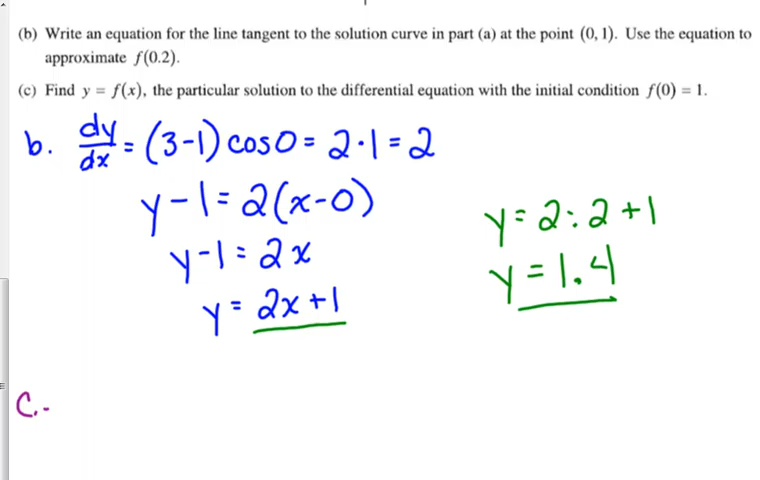 (b) Write an equation for the line tangent to the solution curve in part (a) at the point (0, 1). Use the equation to
approximate f(0.2).
(c) Find y = f(x), the particular solution to the differential equation with the initial condition f(0) = 1.
b. dy/dx = (3-1) cos0 = 2·1 = 2
y-1 = 2(x-0)
y-1 = 2x
y = 2x+1
y = 2·.2+1
y = 1.4
C.